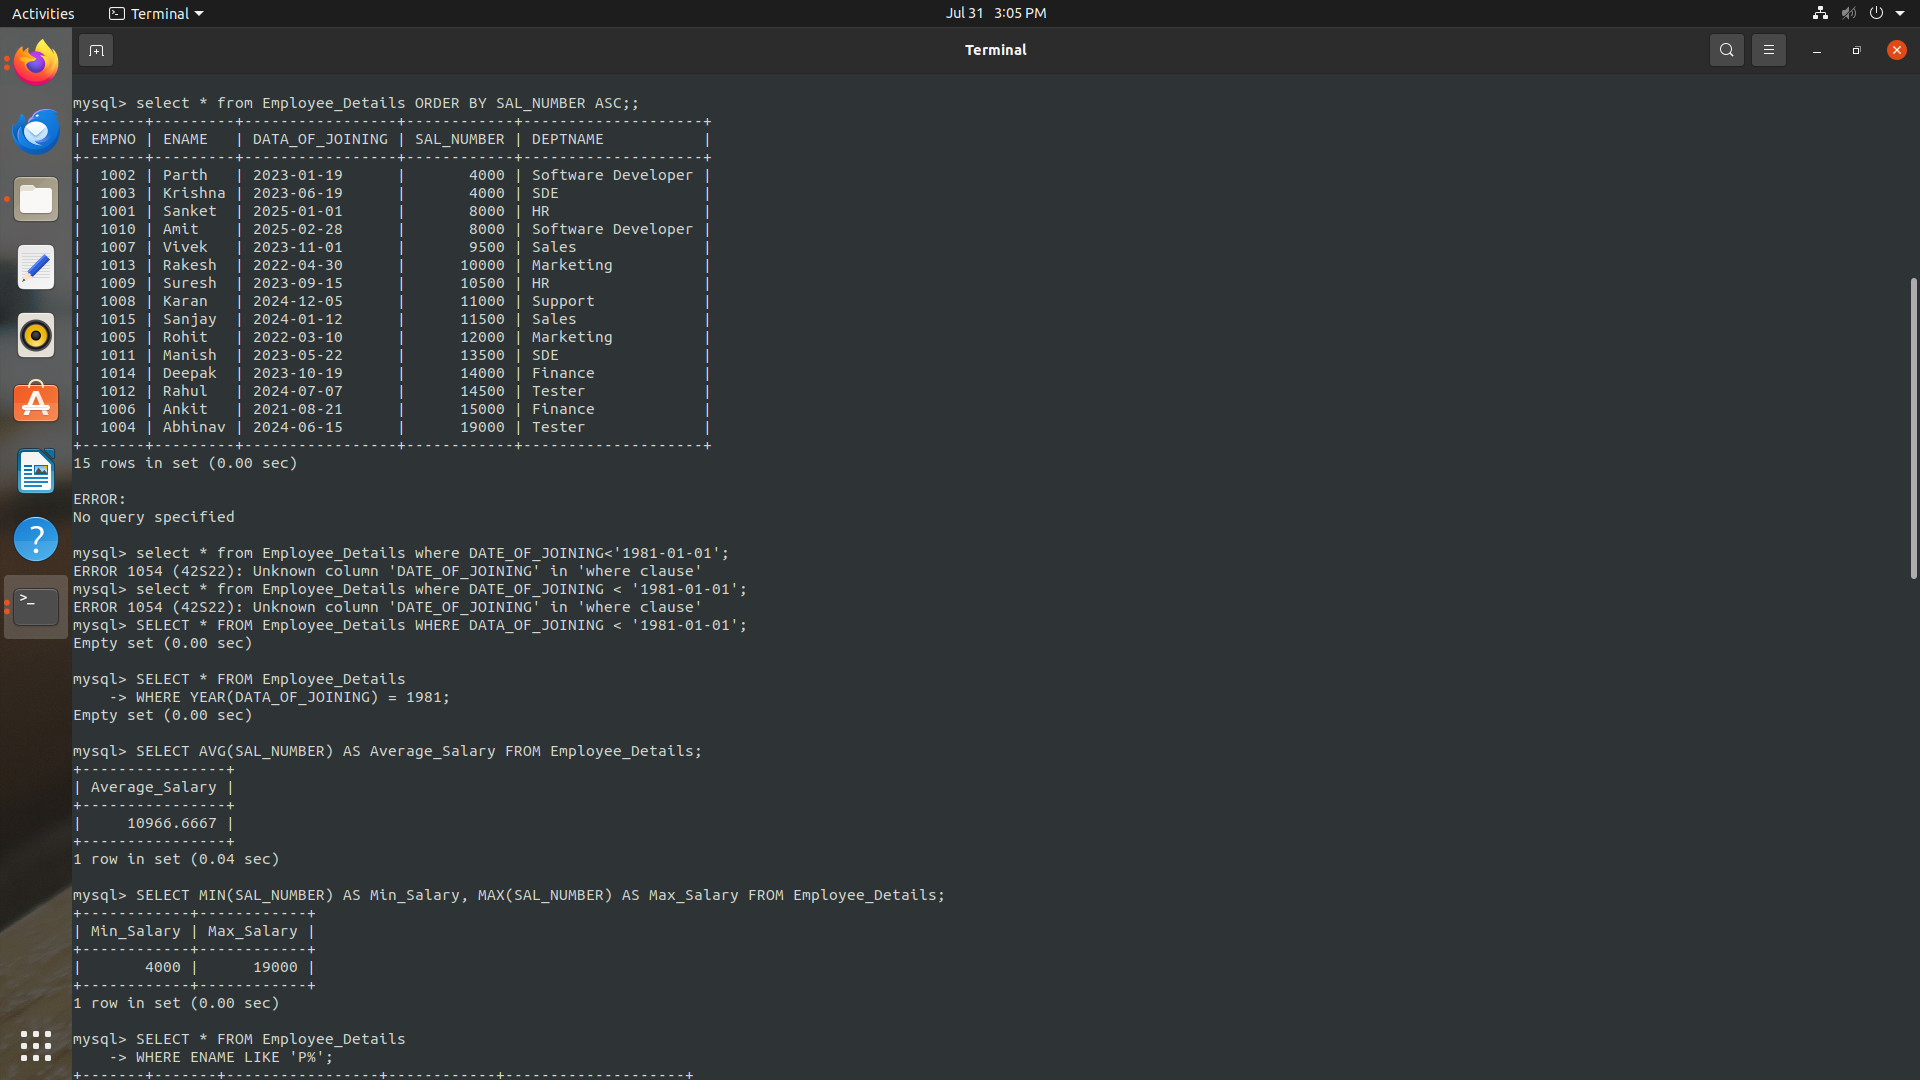 Activities Terminal Jul 31 3:05 PM
Terminal
mysql> select * from Employee_Details ORDER BY SAL_NUMBER ASC;;
+-------+---------+-----------------+------------+--------------------+
| EMPNO | ENAME   | DATA_OF_JOINING | SAL_NUMBER | DEPTNAME           |
+-------+---------+-----------------+------------+--------------------+
|  1002 | Parth   | 2023-01-19      |       4000 | Software Developer |
|  1003 | Krishna | 2023-06-19      |       4000 | SDE                |
|  1001 | Sanket  | 2025-01-01      |       8000 | HR                 |
|  1010 | Amit    | 2025-02-28      |       8000 | Software Developer |
|  1007 | Vivek   | 2023-11-01      |       9500 | Sales              |
|  1013 | Rakesh  | 2022-04-30      |      10000 | Marketing          |
|  1009 | Suresh  | 2023-09-15      |      10500 | HR                 |
|  1008 | Karan   | 2024-12-05      |      11000 | Support            |
|  1015 | Sanjay  | 2024-01-12      |      11500 | Sales              |
|  1005 | Rohit   | 2022-03-10      |      12000 | Marketing          |
|  1011 | Manish  | 2023-05-22      |      13500 | SDE                |
|  1014 | Deepak  | 2023-10-19      |      14000 | Finance            |
|  1012 | Rahul   | 2024-07-07      |      14500 | Tester             |
|  1006 | Ankit   | 2021-08-21      |      15000 | Finance            |
|  1004 | Abhinav | 2024-06-15      |      19000 | Tester             |
+-------+---------+-----------------+------------+--------------------+
15 rows in set (0.00 sec)
ERROR:
No query specified
mysql> select * from Employee_Details where DATE_OF_JOINING<'1981-01-01';
ERROR 1054 (42S22): Unknown column 'DATE_OF_JOINING' in 'where clause'
mysql> select * from Employee_Details where DATE_OF_JOINING < '1981-01-01';
ERROR 1054 (42S22): Unknown column 'DATE_OF_JOINING' in 'where clause'
mysql> SELECT * FROM Employee_Details WHERE DATA_OF_JOINING < '1981-01-01';
Empty set (0.00 sec)
mysql> SELECT * FROM Employee_Details
    -> WHERE YEAR(DATA_OF_JOINING) = 1981;
Empty set (0.00 sec)
mysql> SELECT AVG(SAL_NUMBER) AS Average_Salary FROM Employee_Details;
+----------------+
| Average_Salary |
+----------------+
|     10966.6667 |
+----------------+
1 row in set (0.04 sec)
mysql> SELECT MIN(SAL_NUMBER) AS Min_Salary, MAX(SAL_NUMBER) AS Max_Salary FROM Employee_Details;
+------------+------------+
| Min_Salary | Max_Salary |
+------------+------------+
|       4000 |      19000 |
+------------+------------+
1 row in set (0.00 sec)
mysql> SELECT * FROM Employee_Details
    -> WHERE ENAME LIKE 'P%';
+-------+-------+-----------------+------------+--------------------+